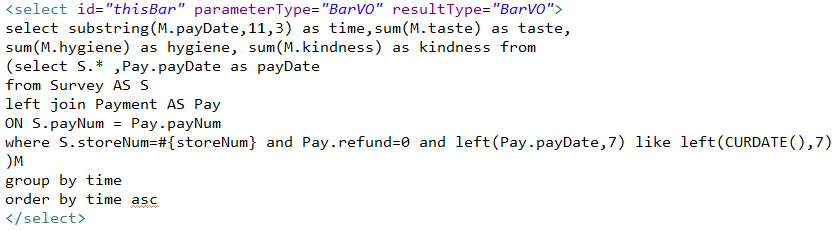 <select id="thisBar" parameterType="BarVO" resultType="BarVO">
select substring(M.payDate,11,3) as time,sum(M.taste) as taste,
sum(M.hygiene) as hygiene, sum(M.kindness) as kindness from
(select S.* ,Pay.payDate as payDate
from Survey AS S
left join Payment AS Pay
ON S.payNum = Pay.payNum
where S.storeNum=#{storeNum} and Pay.refund=0 and left(Pay.payDate,7) like left(CURDATE(),7)
)M
group by time
order by time asc
</select>